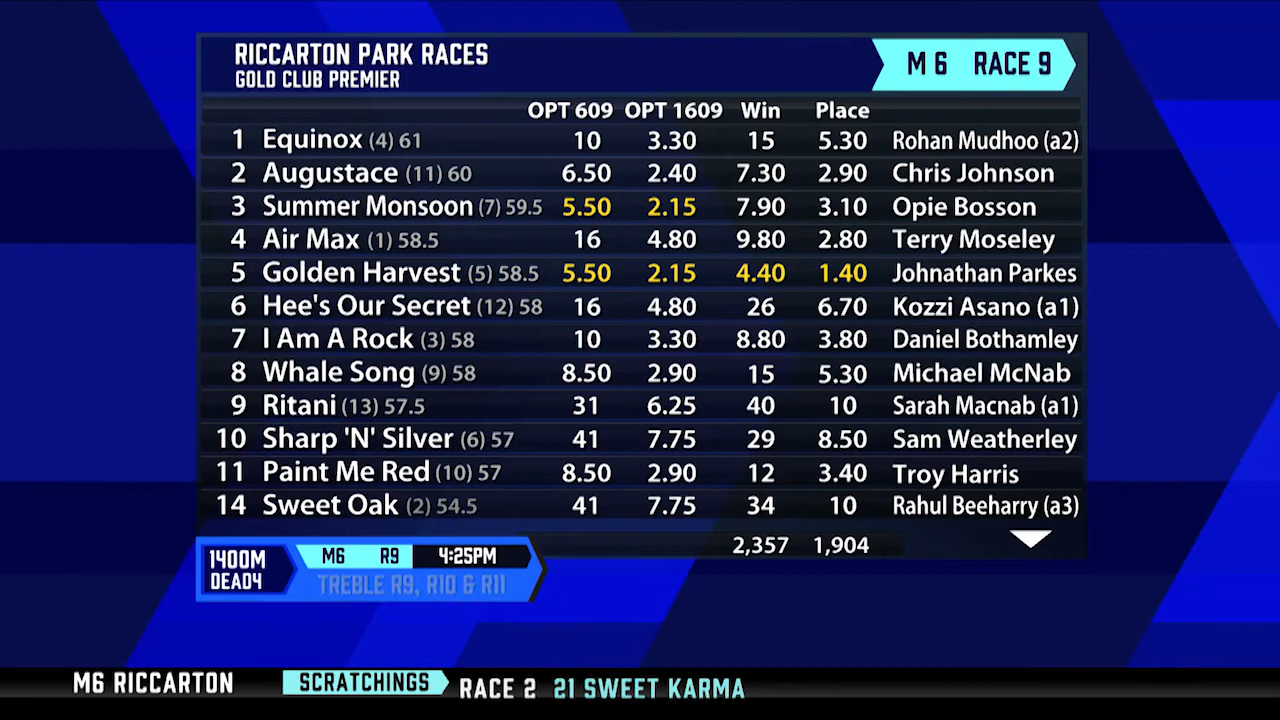 RICCARTON PARK RACES
GOLD CLUB PREMIER
M 6 RACE 9
OPT 609 OPT 1609 Win Place
1 Equinox (4) 61 10 3.30 15 5.30 Rohan Mudhoo (a2)
2 Augustace (11) 60 6.50 2.40 7.30 2.90 Chris Johnson
3 Summer Monsoon (7) 59.5 5.50 2.15 7.90 3.10 Opie Bosson
4 Air Max (1) 58.5 16 4.80 9.80 2.80 Terry Moseley
5 Golden Harvest (5) 58.5 5.50 2.15 4.40 1.40 Johnathan Parkes
6 Hee's Our Secret (12) 58 16 4.80 26 6.70 Kozzi Asano (a1)
7 I Am A Rock (3) 58 10 3.30 8.80 3.80 Daniel Bothamley
8 Whale Song (9) 58 8.50 2.90 15 5.30 Michael McNab
9 Ritani (13) 57.5 31 6.25 40 10 Sarah Macnab (a1)
10 Sharp 'N' Silver (6) 57 41 7.75 29 8.50 Sam Weatherley
11 Paint Me Red (10) 57 8.50 2.90 12 3.40 Troy Harris
14 Sweet Oak (2) 54.5 41 7.75 34 10 Rahul Beeharry (a3)
2,357 1,904
1400M
DEAD4
M6 R9 4:25PM
TREBLE R9, R10 & R11
M6 RICCARTON SCRATCHINGS RACE 2 21 SWEET KARMA